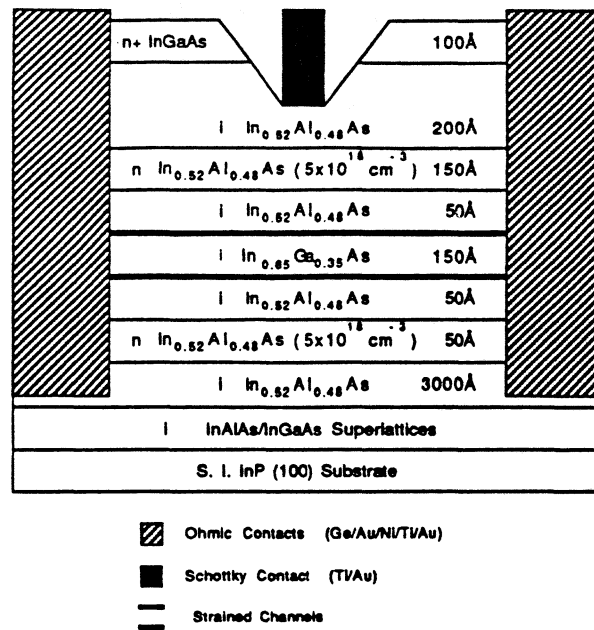 n+ InGaAs 100Å
i In0.52Al0.48As 200Å
n In0.52Al0.48As (5x10^18 cm^-3) 150Å
i In0.52Al0.48As 50Å
i In0.65Ga0.35As 150Å
i In0.52Al0.48As 50Å
n In0.52Al0.48As (5x10^18 cm^-3) 50Å
i In0.52Al0.48As 3000Å
i InAlAs/InGaAs Superlattices
S. I. InP (100) Substrate
Ohmic Contacts (Ge/Au/Ni/Ti/Au)
Schottky Contact (Ti/Au)
Strained Channels